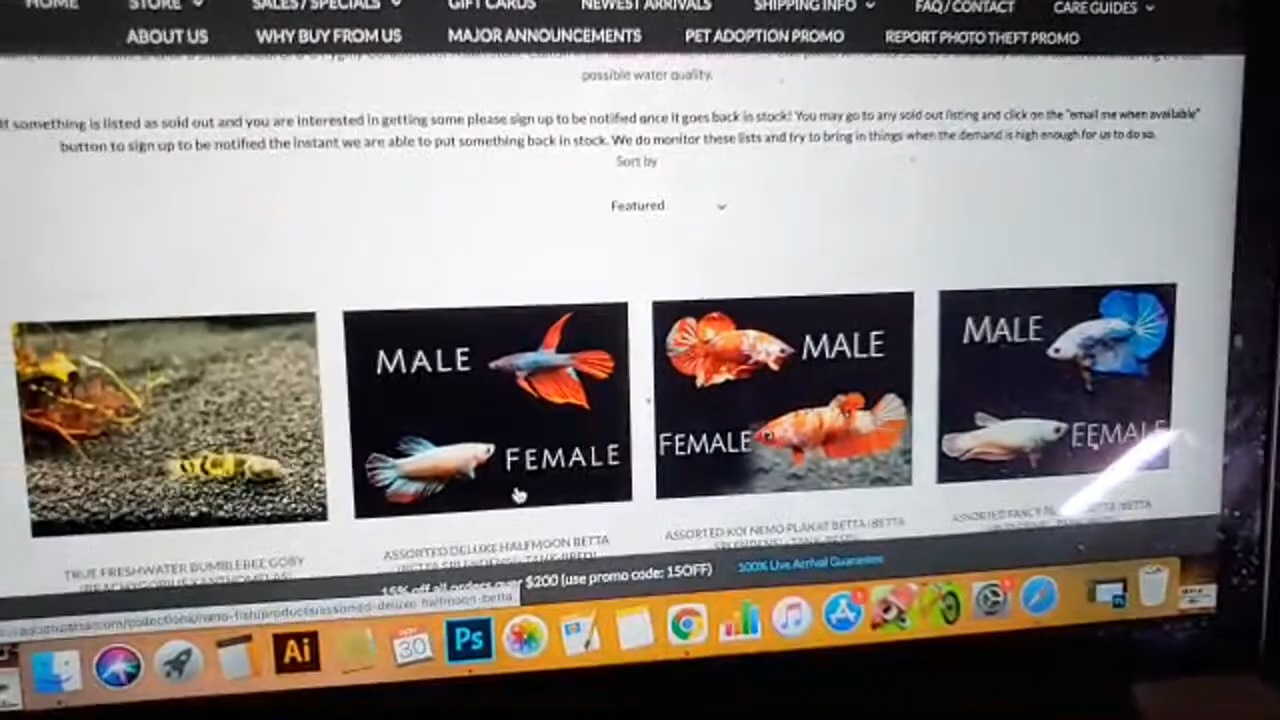 HOME STORE SALES / SPECIALS GIFT CARDS NEWEST ARRIVALS SHIPPING INFO FAQ / CONTACT CARE GUIDES
ABOUT US WHY BUY FROM US MAJOR ANNOUNCEMENTS PET ADOPTION PROMO REPORT PHOTO THEFT PROMO
possible water quality.
If something is listed as sold out and you are interested in getting some please sign up to be notified once it goes back in stock! You may go to any sold out listing and click on the "email me when available"
button to sign up to be notified the instant we are able to put something back in stock. We do monitor these lists and try to bring in things when the demand is high enough for us to do so.
Sort by
Featured
MALE
FEMALE
MALE
FEMALE
MALE
FEMALE
TRUE FRESHWATER BUMBLEBEE GOBY
ASSORTED DELUXE HALFMOON BETTA
ASSORTED KOI NEMO PLAKAT BETTA (BETTA
ASSORTED FANCY BETTA
15% off all orders over $200 (use promo code: 15OFF) 100% Live Arrival Guarantee
30
Ai
Ps